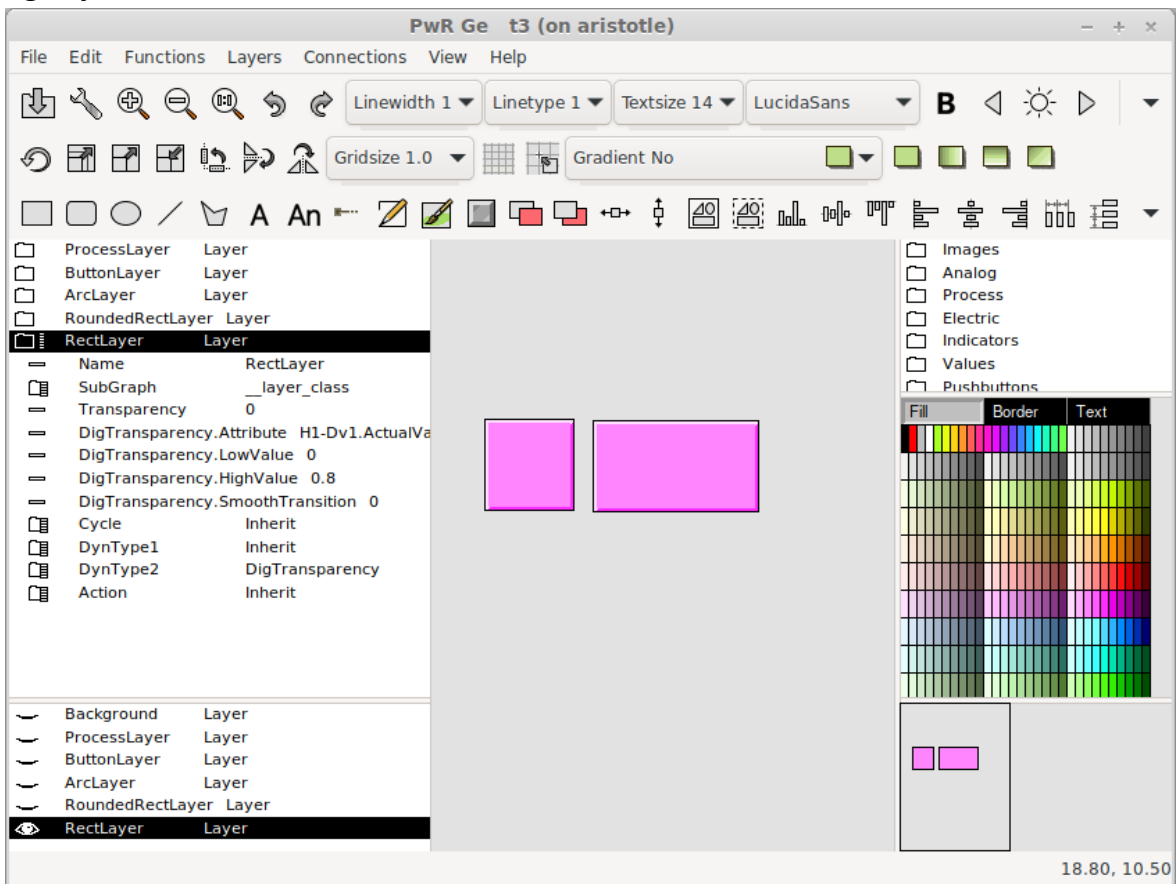 PwR Ge t3 (on aristotle)
File Edit Functions Layers Connections View Help
Linewidth 1 Linetype 1 Textsize 14 LucidaSans B
Gridsize 1.0 Gradient No
A An
ProcessLayer Layer
ButtonLayer Layer
ArcLayer Layer
RoundedRectLayer Layer
RectLayer Layer
Name RectLayer
SubGraph __layer_class
Transparency 0
DigTransparency.Attribute H1-Dv1.ActualVa
DigTransparency.LowValue 0
DigTransparency.HighValue 0.8
DigTransparency.SmoothTransition 0
Cycle Inherit
DynType1 Inherit
DynType2 DigTransparency
Action Inherit
Images
Analog
Process
Electric
Indicators
Values
Pushbuttons
Fill Border Text
Background Layer
ProcessLayer Layer
ButtonLayer Layer
ArcLayer Layer
RoundedRectLayer Layer
RectLayer Layer
18.80, 10.50